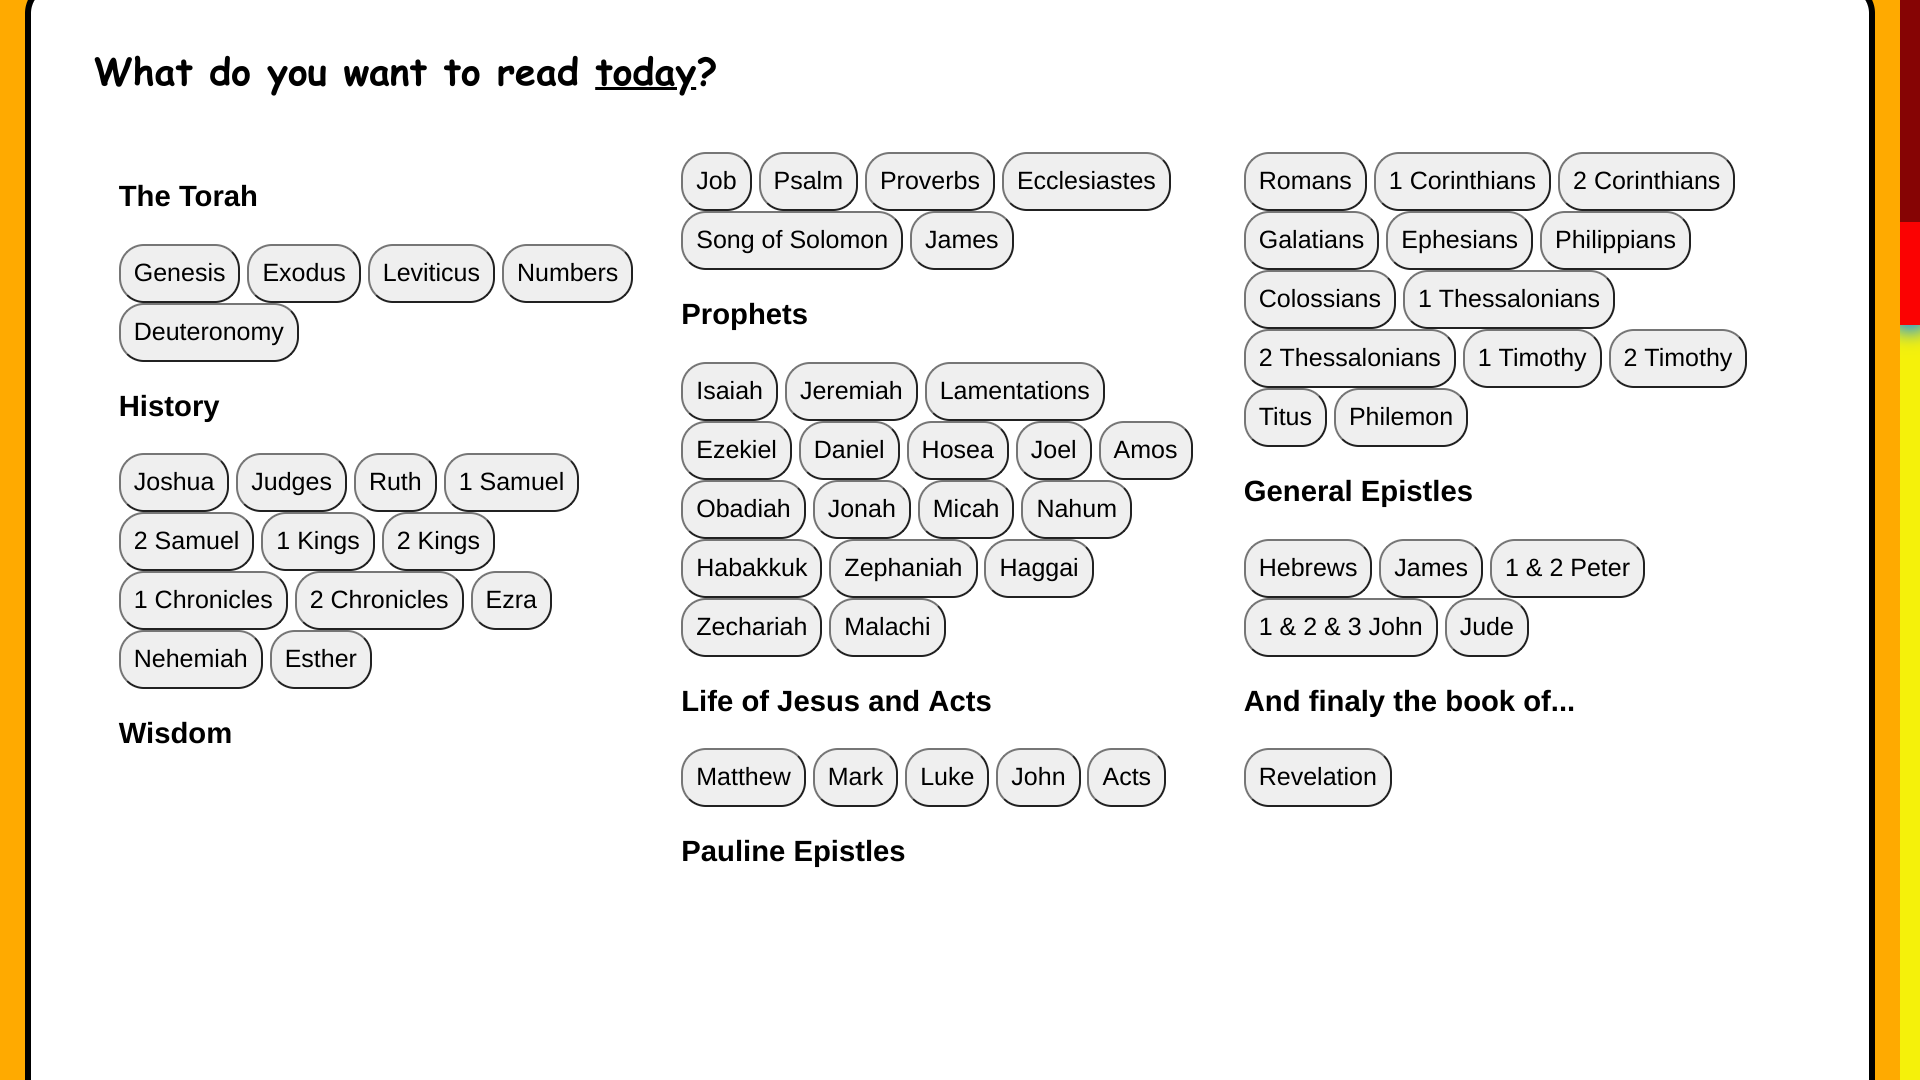 What do you want to read today?
The Torah
Genesis Exodus Leviticus Numbers
Deuteronomy
History
Joshua Judges Ruth 1 Samuel
2 Samuel 1 Kings 2 Kings
1 Chronicles 2 Chronicles Ezra
Nehemiah Esther
Wisdom
Job Psalm Proverbs Ecclesiastes
Song of Solomon James
Prophets
Isaiah Jeremiah Lamentations
Ezekiel Daniel Hosea Joel Amos
Obadiah Jonah Micah Nahum
Habakkuk Zephaniah Haggai
Zechariah Malachi
Life of Jesus and Acts
Matthew Mark Luke John Acts
Pauline Epistles
Romans 1 Corinthians 2 Corinthians
Galatians Ephesians Philippians
Colossians 1 Thessalonians
2 Thessalonians 1 Timothy 2 Timothy
Titus Philemon
General Epistles
Hebrews James 1 & 2 Peter
1 & 2 & 3 John Jude
And finaly the book of...
Revelation